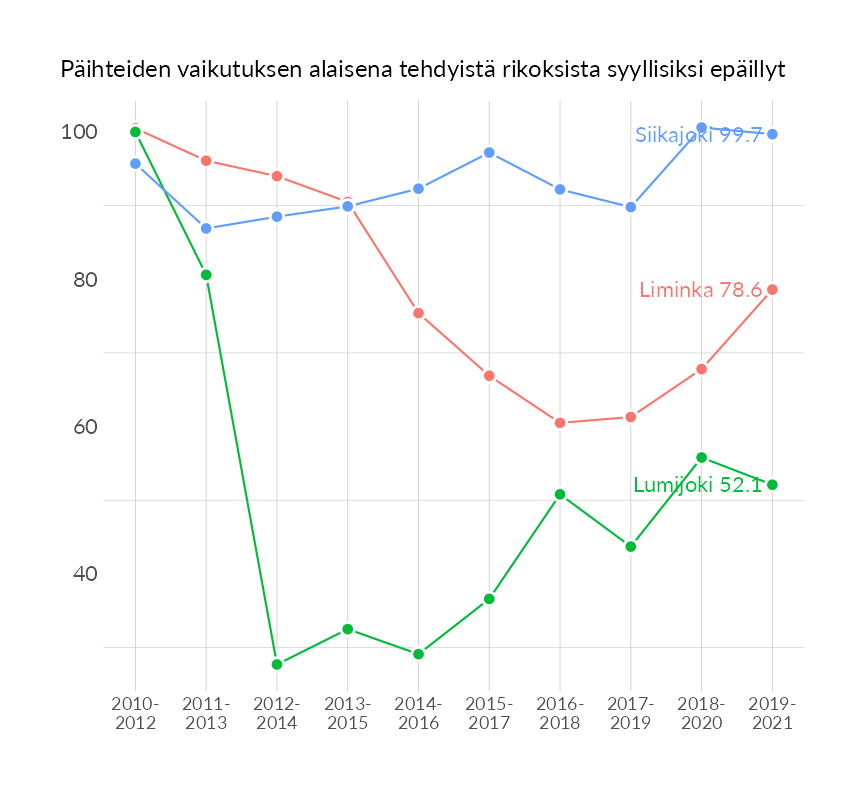 Päihteiden vaikutuksen alaisena tehdyistä rikoksista syyllisiksi epäillyt
100
80
60
40
Siikajoki 99.7
Liminka 78.6
Lumijoki 52.1
2010- 2011- 2012- 2013- 2014- 2015- 2016- 2017- 2018- 2019-
2012 2013 2014 2015 2016 2017 2018 2019 2020 2021